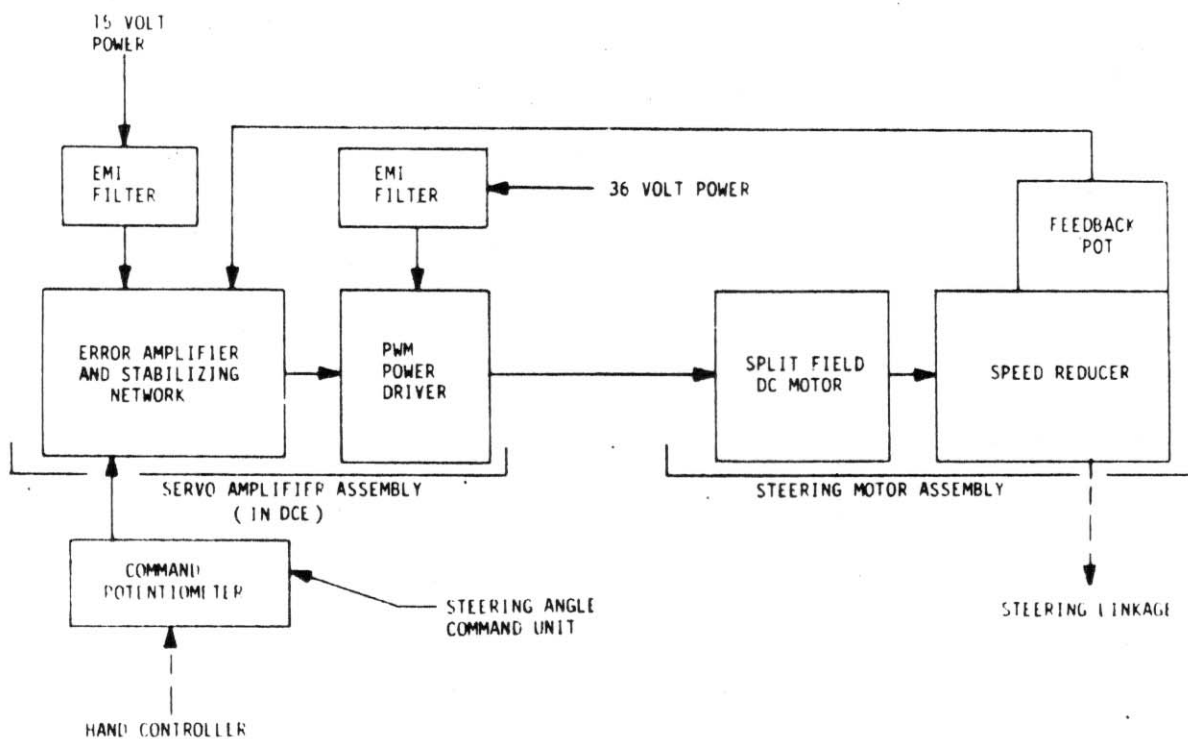 15 VOLT
POWER
EMI
FILTER
EMI
FILTER
36 VOLT POWER
FEEDBACK
POT
ERROR AMPLIFIER
AND STABILIZING
NETWORK
PWM
POWER
DRIVER
SPLIT FIELD
DC MOTOR
SPEED REDUCER
SERVO AMPLIFIER ASSEMBLY
(IN DCE)
STEERING MOTOR ASSEMBLY
COMMAND
POTENTIOMETER
STEERING ANGLE
COMMAND UNIT
STEERING LINKAGE
HAND CONTROLLER